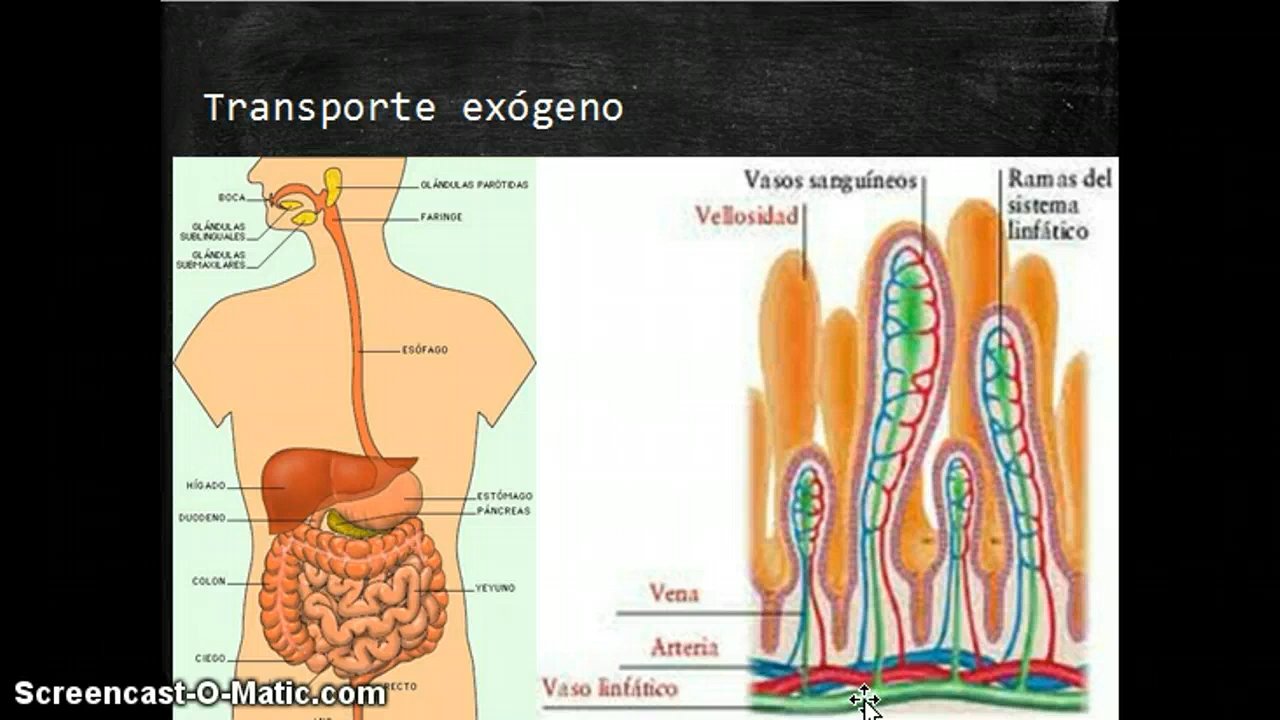 Transporte exógeno
BOCA
GLÁNDULAS
SUBLINGUALES
GLÁNDULAS
SUBMAXILARES
GLÁNDULAS PARÓTIDAS
FARINGE
ESÓFAGO
HÍGADO
DUODENO
ESTÓMAGO
PÁNCREAS
COLON
YEYUNO
CIEGO
RECTO
Vasos sanguíneos
Vellosidad
Ramas del
sistema
linfático
Vena
Arteria
Vaso linfático
Screencast-O-Matic.com